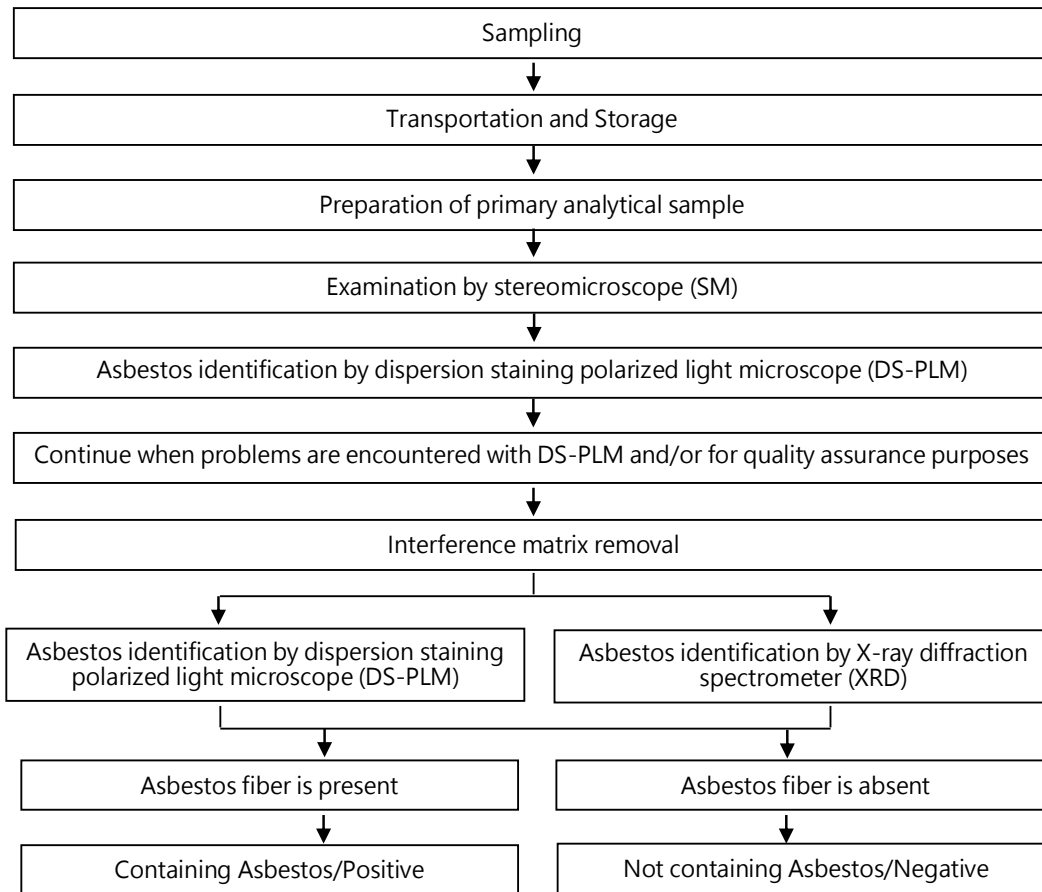 Sampling
Transportation and Storage
Preparation of primary analytical sample
Examination by stereomicroscope (SM)
Asbestos identification by dispersion staining polarized light microscope (DS-PLM)
Continue when problems are encountered with DS-PLM and/or for quality assurance purposes
Interference matrix removal
Asbestos identification by dispersion staining
polarized light microscope (DS-PLM)
Asbestos identification by X-ray diffraction
spectrometer (XRD)
Asbestos fiber is present
Asbestos fiber is absent
Containing Asbestos/Positive
Not containing Asbestos/Negative